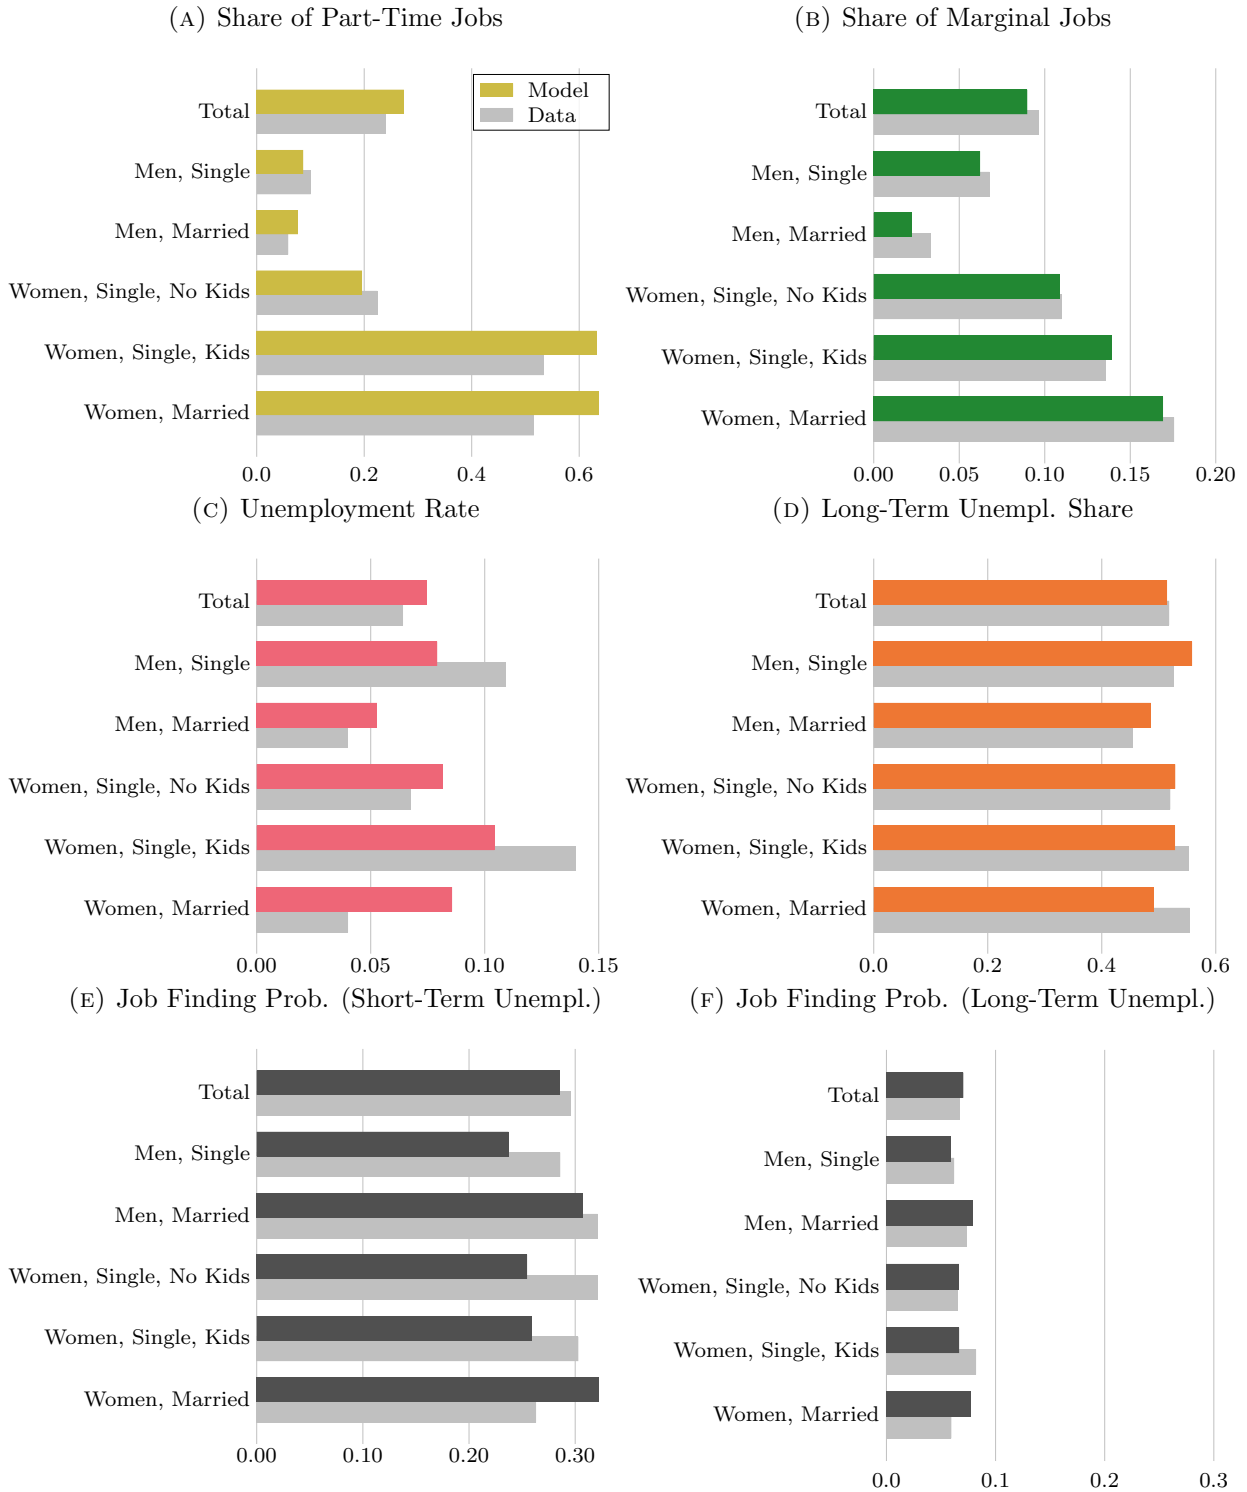 (A) Share of Part-Time Jobs
Total
Men, Single
Men, Married
Women, Single, No Kids
Women, Single, Kids
Women, Married
Model
Data
0.0 0.2 0.4 0.6
(B) Share of Marginal Jobs
Total
Men, Single
Men, Married
Women, Single, No Kids
Women, Single, Kids
Women, Married
0.00 0.05 0.10 0.15 0.20
(C) Unemployment Rate
Total
Men, Single
Men, Married
Women, Single, No Kids
Women, Single, Kids
Women, Married
0.00 0.05 0.10 0.15
(D) Long-Term Unempl. Share
Total
Men, Single
Men, Married
Women, Single, No Kids
Women, Single, Kids
Women, Married
0.0 0.2 0.4 0.6
(E) Job Finding Prob. (Short-Term Unempl.)
Total
Men, Single
Men, Married
Women, Single, No Kids
Women, Single, Kids
Women, Married
0.00 0.10 0.20 0.30
(F) Job Finding Prob. (Long-Term Unempl.)
Total
Men, Single
Men, Married
Women, Single, No Kids
Women, Single, Kids
Women, Married
0.0 0.1 0.2 0.3